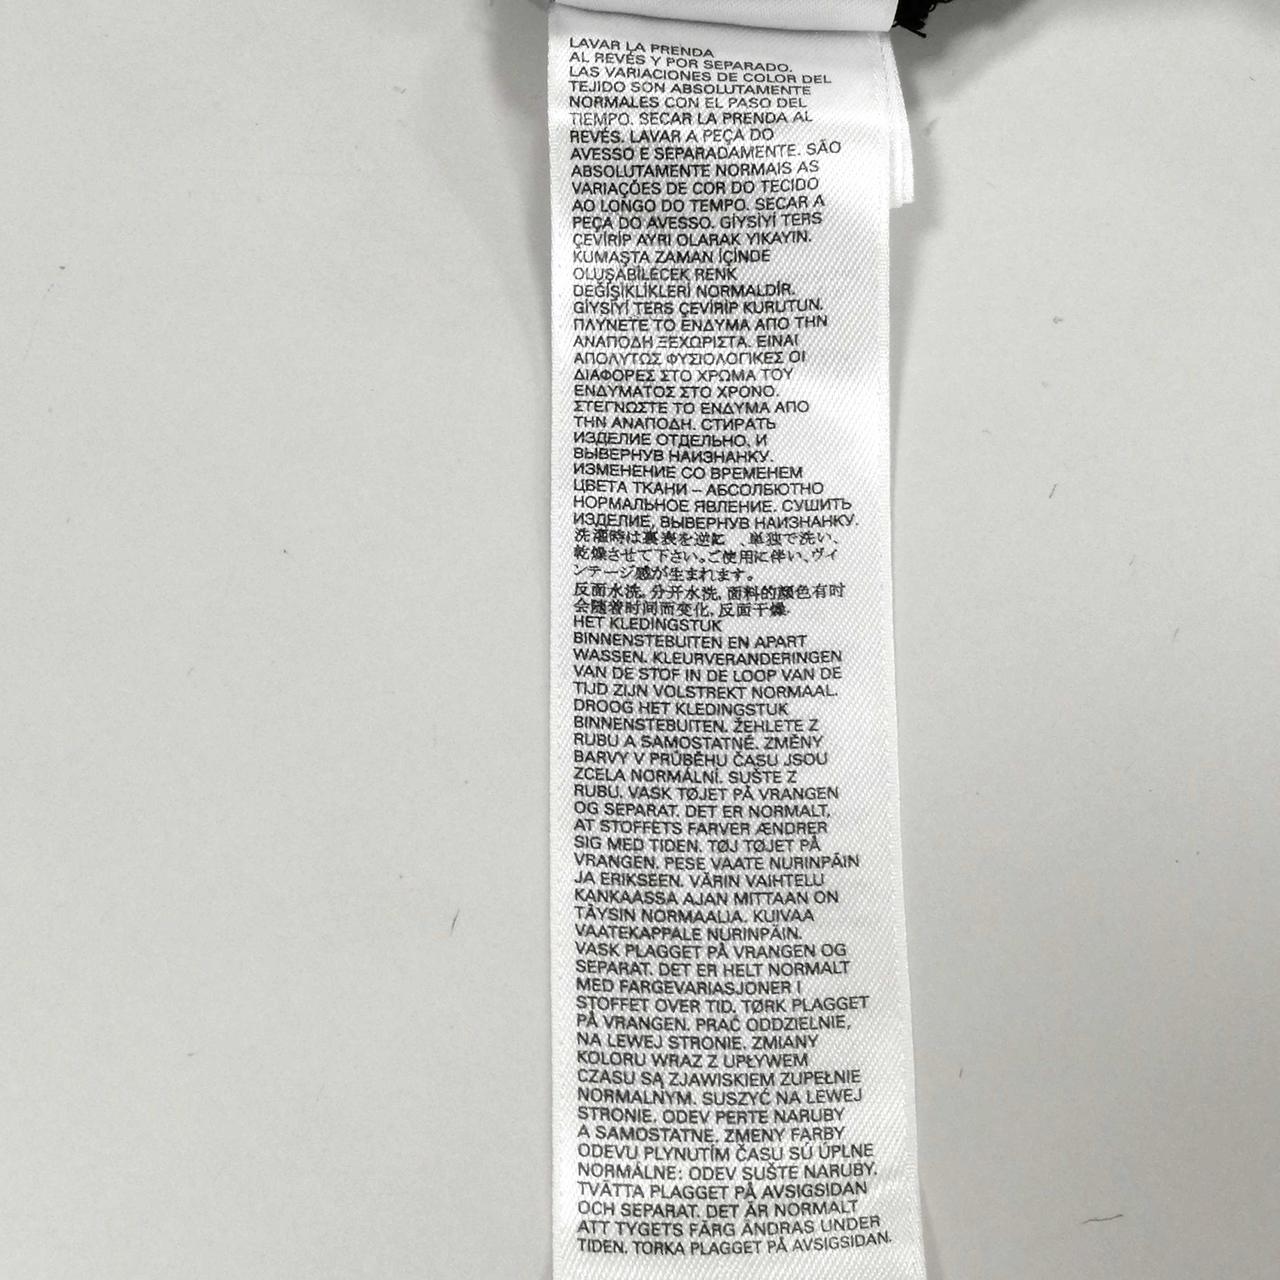 LAVAR LA PRENDA
AL REVÉS Y POR SEPARADO.
LAS VARIACIONES DE COLOR DEL
TEJIDO SON ABSOLUTAMENTE
NORMALES CON EL PASO DEL
TIEMPO. SECAR LA PRENDA AL
REVÉS. LAVAR A PEÇA DO
AVESSO E SEPARADAMENTE. SÃO
ABSOLUTAMENTE NORMAIS AS
VARIAÇÕES DE COR DO TECIDO
AO LONGO DO TEMPO. SECAR A
PEÇA DO AVESSO. GİYSİYİ TERS
ÇEVİRİP AYRI OLARAK YIKAYIN.
KUMAŞTA ZAMAN İÇİNDE
OLUŞABİLECEK RENK
DEĞİŞİKLİKLERİ NORMALDİR.
GİYSİYİ TERS ÇEVİRİP KURUTUN.
ΠΛΥΝΕΤΕ ΤΟ ΕΝΔΥΜΑ ΑΠΟ ΤΗΝ
ΑΝΑΠΟΔΗ ΞΕΧΩΡΙΣΤΑ. ΕΙΝΑΙ
ΑΠΟΛΥΤΩΣ ΦΥΣΙΟΛΟΓΙΚΕΣ ΟΙ
ΔΙΑΦΟΡΕΣ ΣΤΟ ΧΡΩΜΑ ΤΟΥ
ΕΝΔΥΜΑΤΟΣ ΣΤΟ ΧΡΟΝΟ.
ΣΤΕΓΝΩΣΤΕ ΤΟ ΕΝΔΥΜΑ ΑΠΟ
ΤΗΝ ΑΝΑΠΟΔΗ. СТИРАТЬ
ИЗДЕЛИЕ ОТДЕЛЬНО, И
ВЫВЕРНУВ НАИЗНАНКУ.
ИЗМЕНЕНИЕ СО ВРЕМЕНЕМ
ЦВЕТА ТКАНИ – АБСОЛБЮТНО
НОРМАЛЬНОЕ ЯВЛЕНИЕ. СУШИТЬ
ИЗДЕЛИЕ, ВЫВЕРНУВ НАИЗНАНКУ.
洗濯時は裏表を逆に 、単独で洗い、
乾燥させて下さい。ご使用に伴い、ヴィ
ンテージ感が生まれます。
反面水洗, 分开水洗, 面料的颜色有时
会随着时间而变化, 反面干燥.
HET KLEDINGSTUK
BINNENSTEBUITEN EN APART
WASSEN. KLEURVERANDERINGEN
VAN DE STOF IN DE LOOP VAN DE
TIJD ZIJN VOLSTREKT NORMAAL.
DROOG HET KLEDINGSTUK
BINNENSTEBUITEN. ŽEHLETE Z
RUBU A SAMOSTATNĚ. ZMĚNY
BARVY V PRŮBĚHU ČASU JSOU
ZCELA NORMÁLNÍ. SUŠTE Z
RUBU. VASK TØJET PÅ VRANGEN
OG SEPARAT. DET ER NORMALT,
AT STOFFETS FARVER ÆNDRER
SIG MED TIDEN. TØJ TØJET PÅ
VRANGEN. PESE VAATE NURINPÄIN
JA ERIKSEEN. VÄRIN VAIHTELU
KANKAASSA AJAN MITTAAN ON
TÄYSIN NORMAALIA. KUIVAA
VAATEKAPPALE NURINPÄIN.
VASK PLAGGET PÅ VRANGEN OG
SEPARAT. DET ER HELT NORMALT
MED FARGEVARIASJONER I
STOFFET OVER TID. TØRK PLAGGET
PÅ VRANGEN. PRAĆ ODDZIELNIE,
NA LEWEJ STRONIE. ZMIANY
KOLORU WRAZ Z UPŁYWEM
CZASU SĄ ZJAWISKIEM ZUPEŁNIE
NORMALNYM. SUSZYĆ NA LEWEJ
STRONIE. ODEV PERTE NARUBY
A SAMOSTATNE. ZMENY FARBY
ODEVU PLYNUTÍM ČASU SÚ ÚPLNE
NORMÁLNE: ODEV SUŠTE NARUBY.
TVÄTTA PLAGGET PÅ AVSIGSIDAN
OCH SEPARAT. DET ÄR NORMALT
ATT TYGETS FÄRG ÄNDRAS UNDER
TIDEN. TORKA PLAGGET PÅ AVSIGSIDAN.